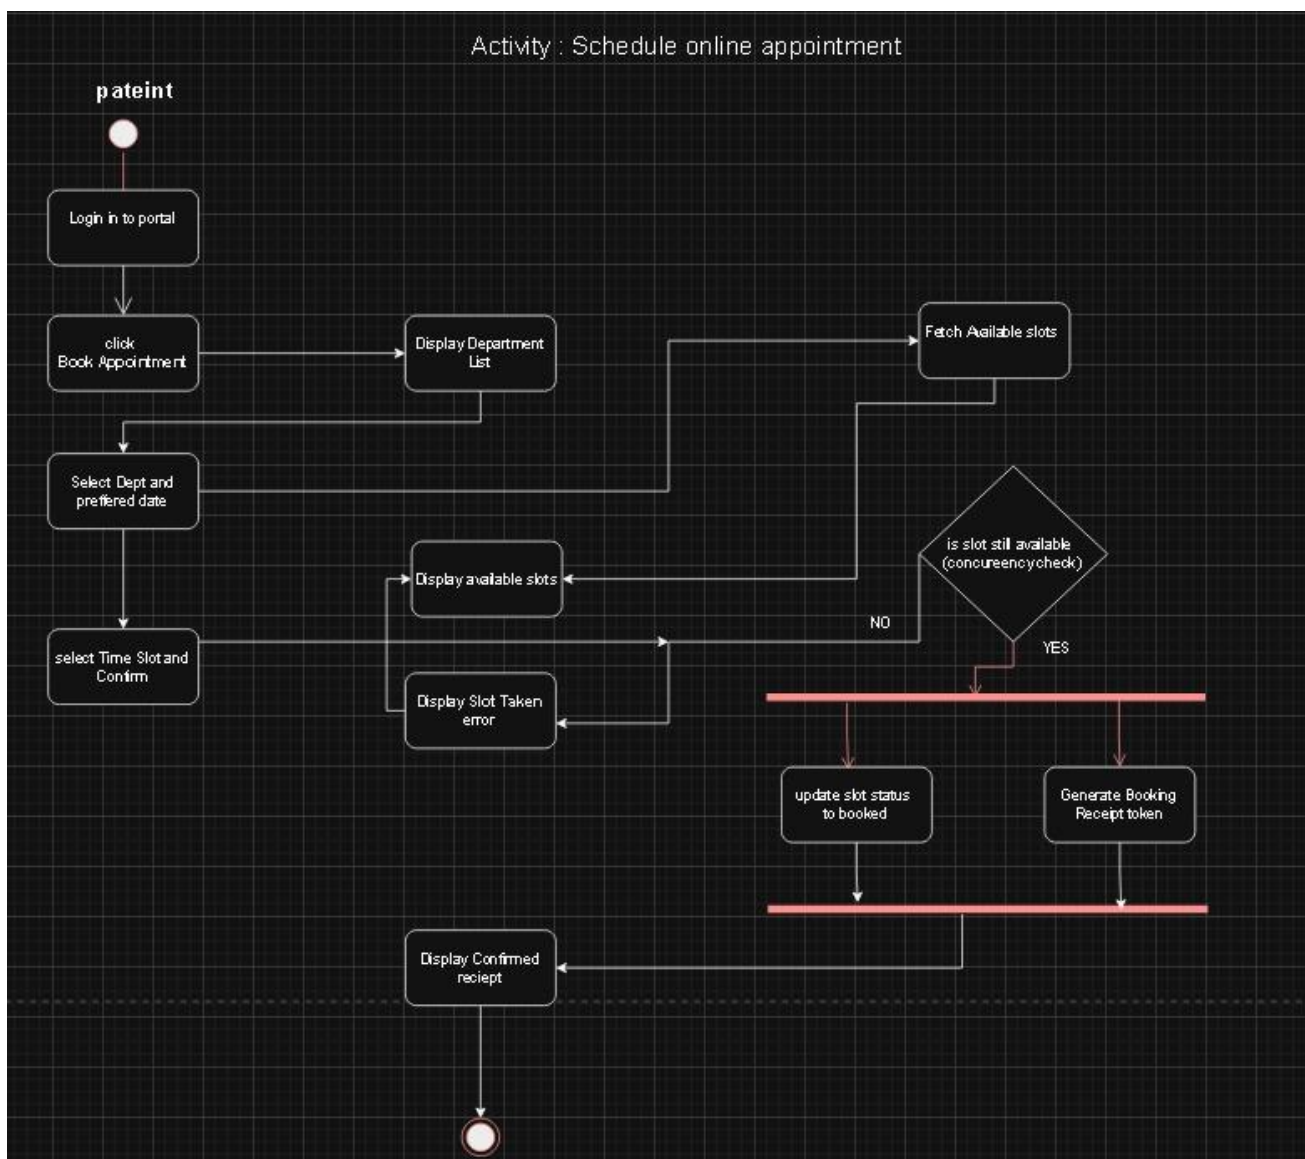 Activity : Schedule online appointment
pateint
Login in to portal
click
Book Appointment
Display Department
List
Fetch Available slots
Select Dept and
preffered date
is slot still available
(concureencycheck)
Display available slots
NO
YES
select Time Slot and
Confirm
Display Slot Taken
error
update slot status
to booked
Generate Booking
Receipt token
Display Confirmed
reciept